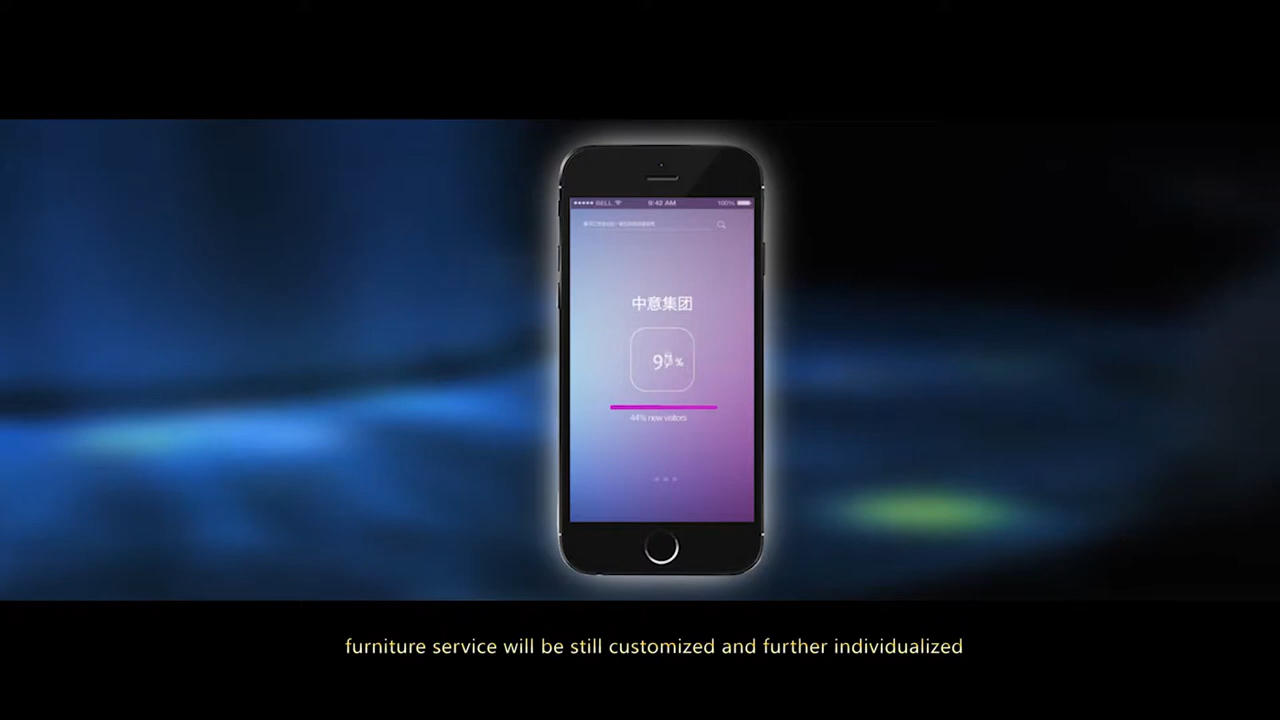 BELL 9:42 AM 100%
中意集团
%
44% new visitors
furniture service will be still customized and further individualized